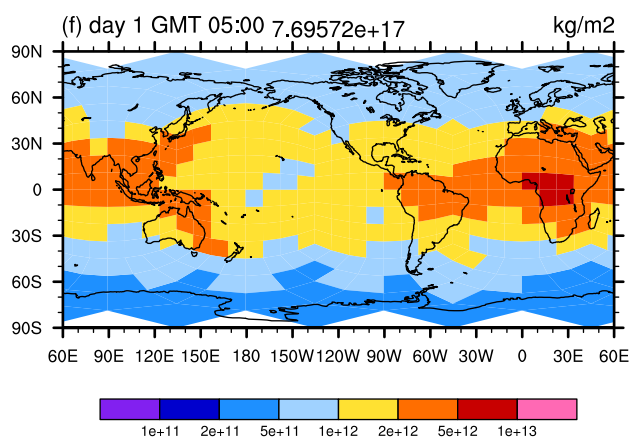 (f) day 1 GMT 05:00 7.69572e+17 kg/m2
90N
60N
30N
0
30S
60S
90S
60E 90E 120E 150E 180 150W 120W 90W 60W 30W 0 30E 60E
1e+11 2e+11 5e+11 1e+12 2e+12 5e+12 1e+13